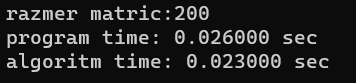 razmer matric:200
program time: 0.026000 sec
algoritm time: 0.023000 sec